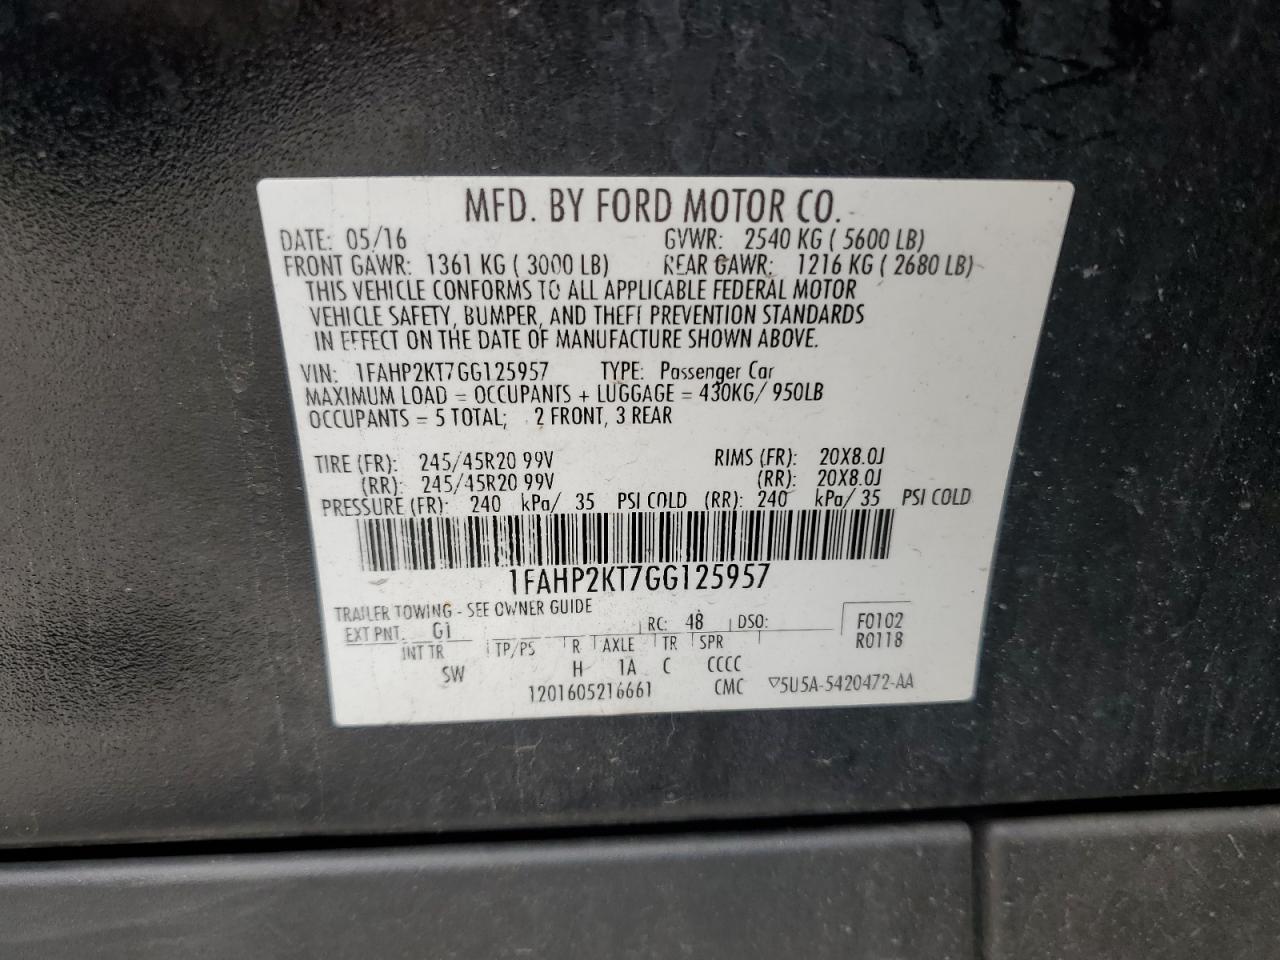 MFD. BY FORD MOTOR CO.
DATE: 05/16 GVWR: 2540 KG ( 5600 LB)
FRONT GAWR: 1361 KG ( 3000 LB) REAR GAWR: 1216 KG ( 2680 LB)
THIS VEHICLE CONFORMS TO ALL APPLICABLE FEDERAL MOTOR
VEHICLE SAFETY, BUMPER, AND THEFT PREVENTION STANDARDS
IN EFFECT ON THE DATE OF MANUFACTURE SHOWN ABOVE.
VIN: 1FAHP2KT7GG125957 TYPE: Passenger Car
MAXIMUM LOAD = OCCUPANTS + LUGGAGE = 430KG/ 950LB
OCCUPANTS = 5 TOTAL; 2 FRONT, 3 REAR
TIRE (FR): 245/45R20 99V RIMS (FR): 20X8.0J
(RR): 245/45R20 99V (RR): 20X8.0J
PRESSURE (FR): 240 kPa/ 35 PSI COLD (RR): 240 kPa/ 35 PSI COLD
1FAHP2KT7GG125957
TRAILER TOWING - SEE OWNER GUIDE
EXT PNT: G1 RC: 48 DSO: F0102
R0118
INT TR TP/PS R AXLE TR SPR
SW H 1A C CCCC
1201605216661 CMC ▽5U5A-5420472-AA